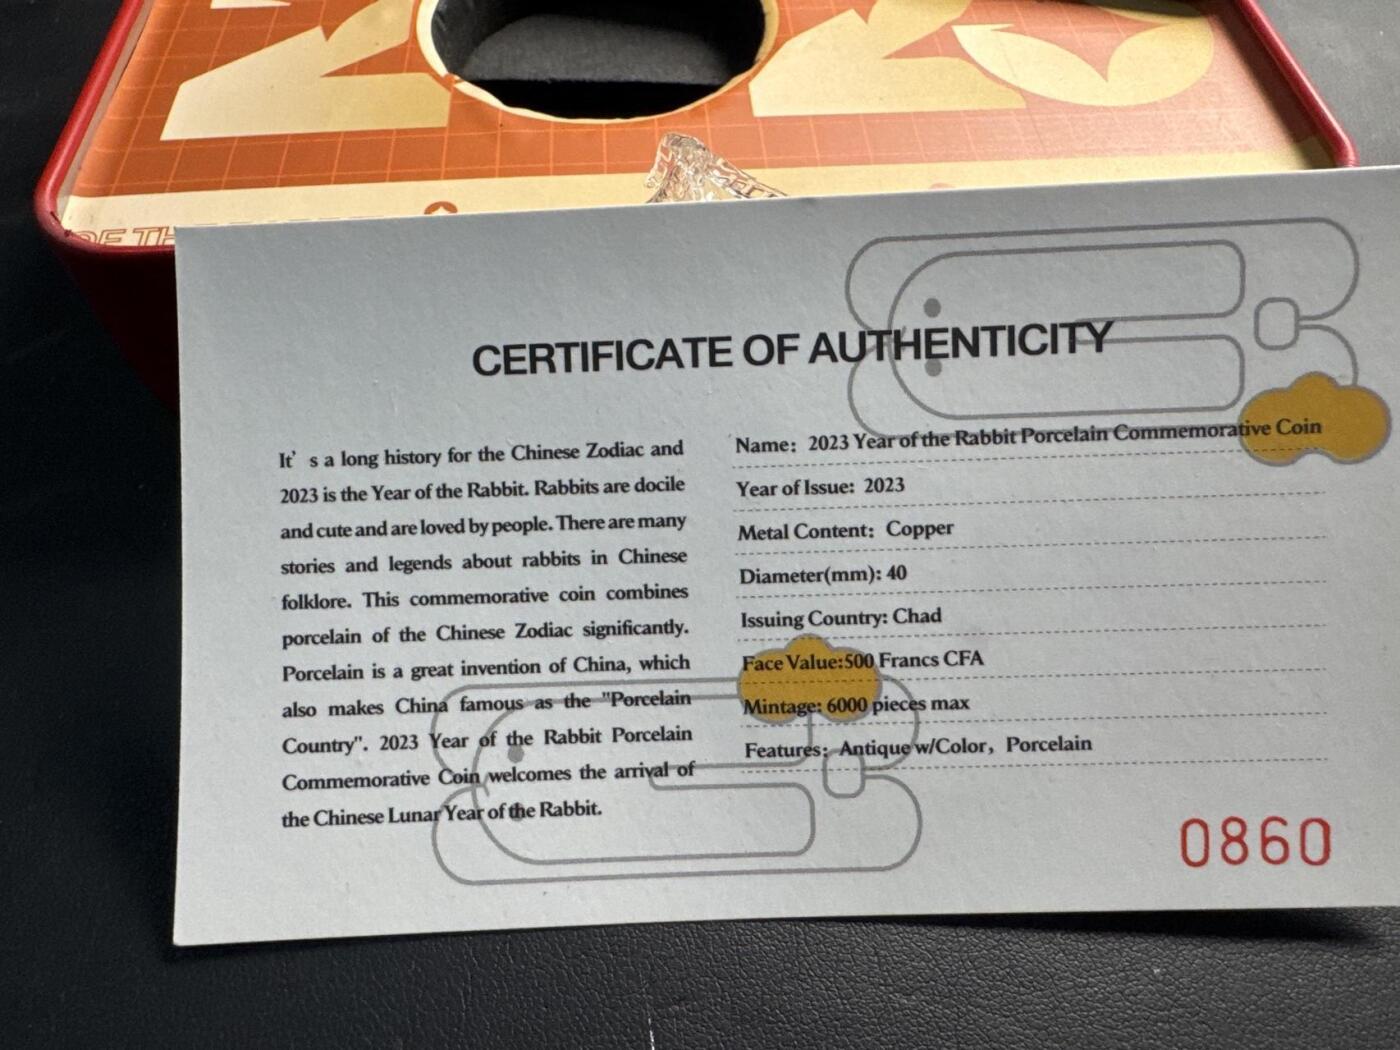 OF TH
CERTIFICATE OF AUTHENTICITY
It' s a long history for the Chinese Zodiac and
2023 is the Year of the Rabbit. Rabbits are docile
and cute and are loved by people. There are many
stories and legends about rabbits in Chinese
folklore. This commemorative coin combines
porcelain of the Chinese Zodiac significantly.
Porcelain is a great invention of China, which
also makes China famous as the "Porcelain
Country". 2023 Year of the Rabbit Porcelain
Commemorative Coin welcomes the arrival of
the Chinese Lunar Year of the Rabbit.
Name: 2023 Year of the Rabbit Porcelain Commemorative Coin
Year of Issue: 2023
Metal Content: Copper
Diameter(mm): 40
Issuing Country: Chad
Face Value:500 Francs CFA
Mintage: 6000 pieces max
Features: Antique w/Color, Porcelain
0860